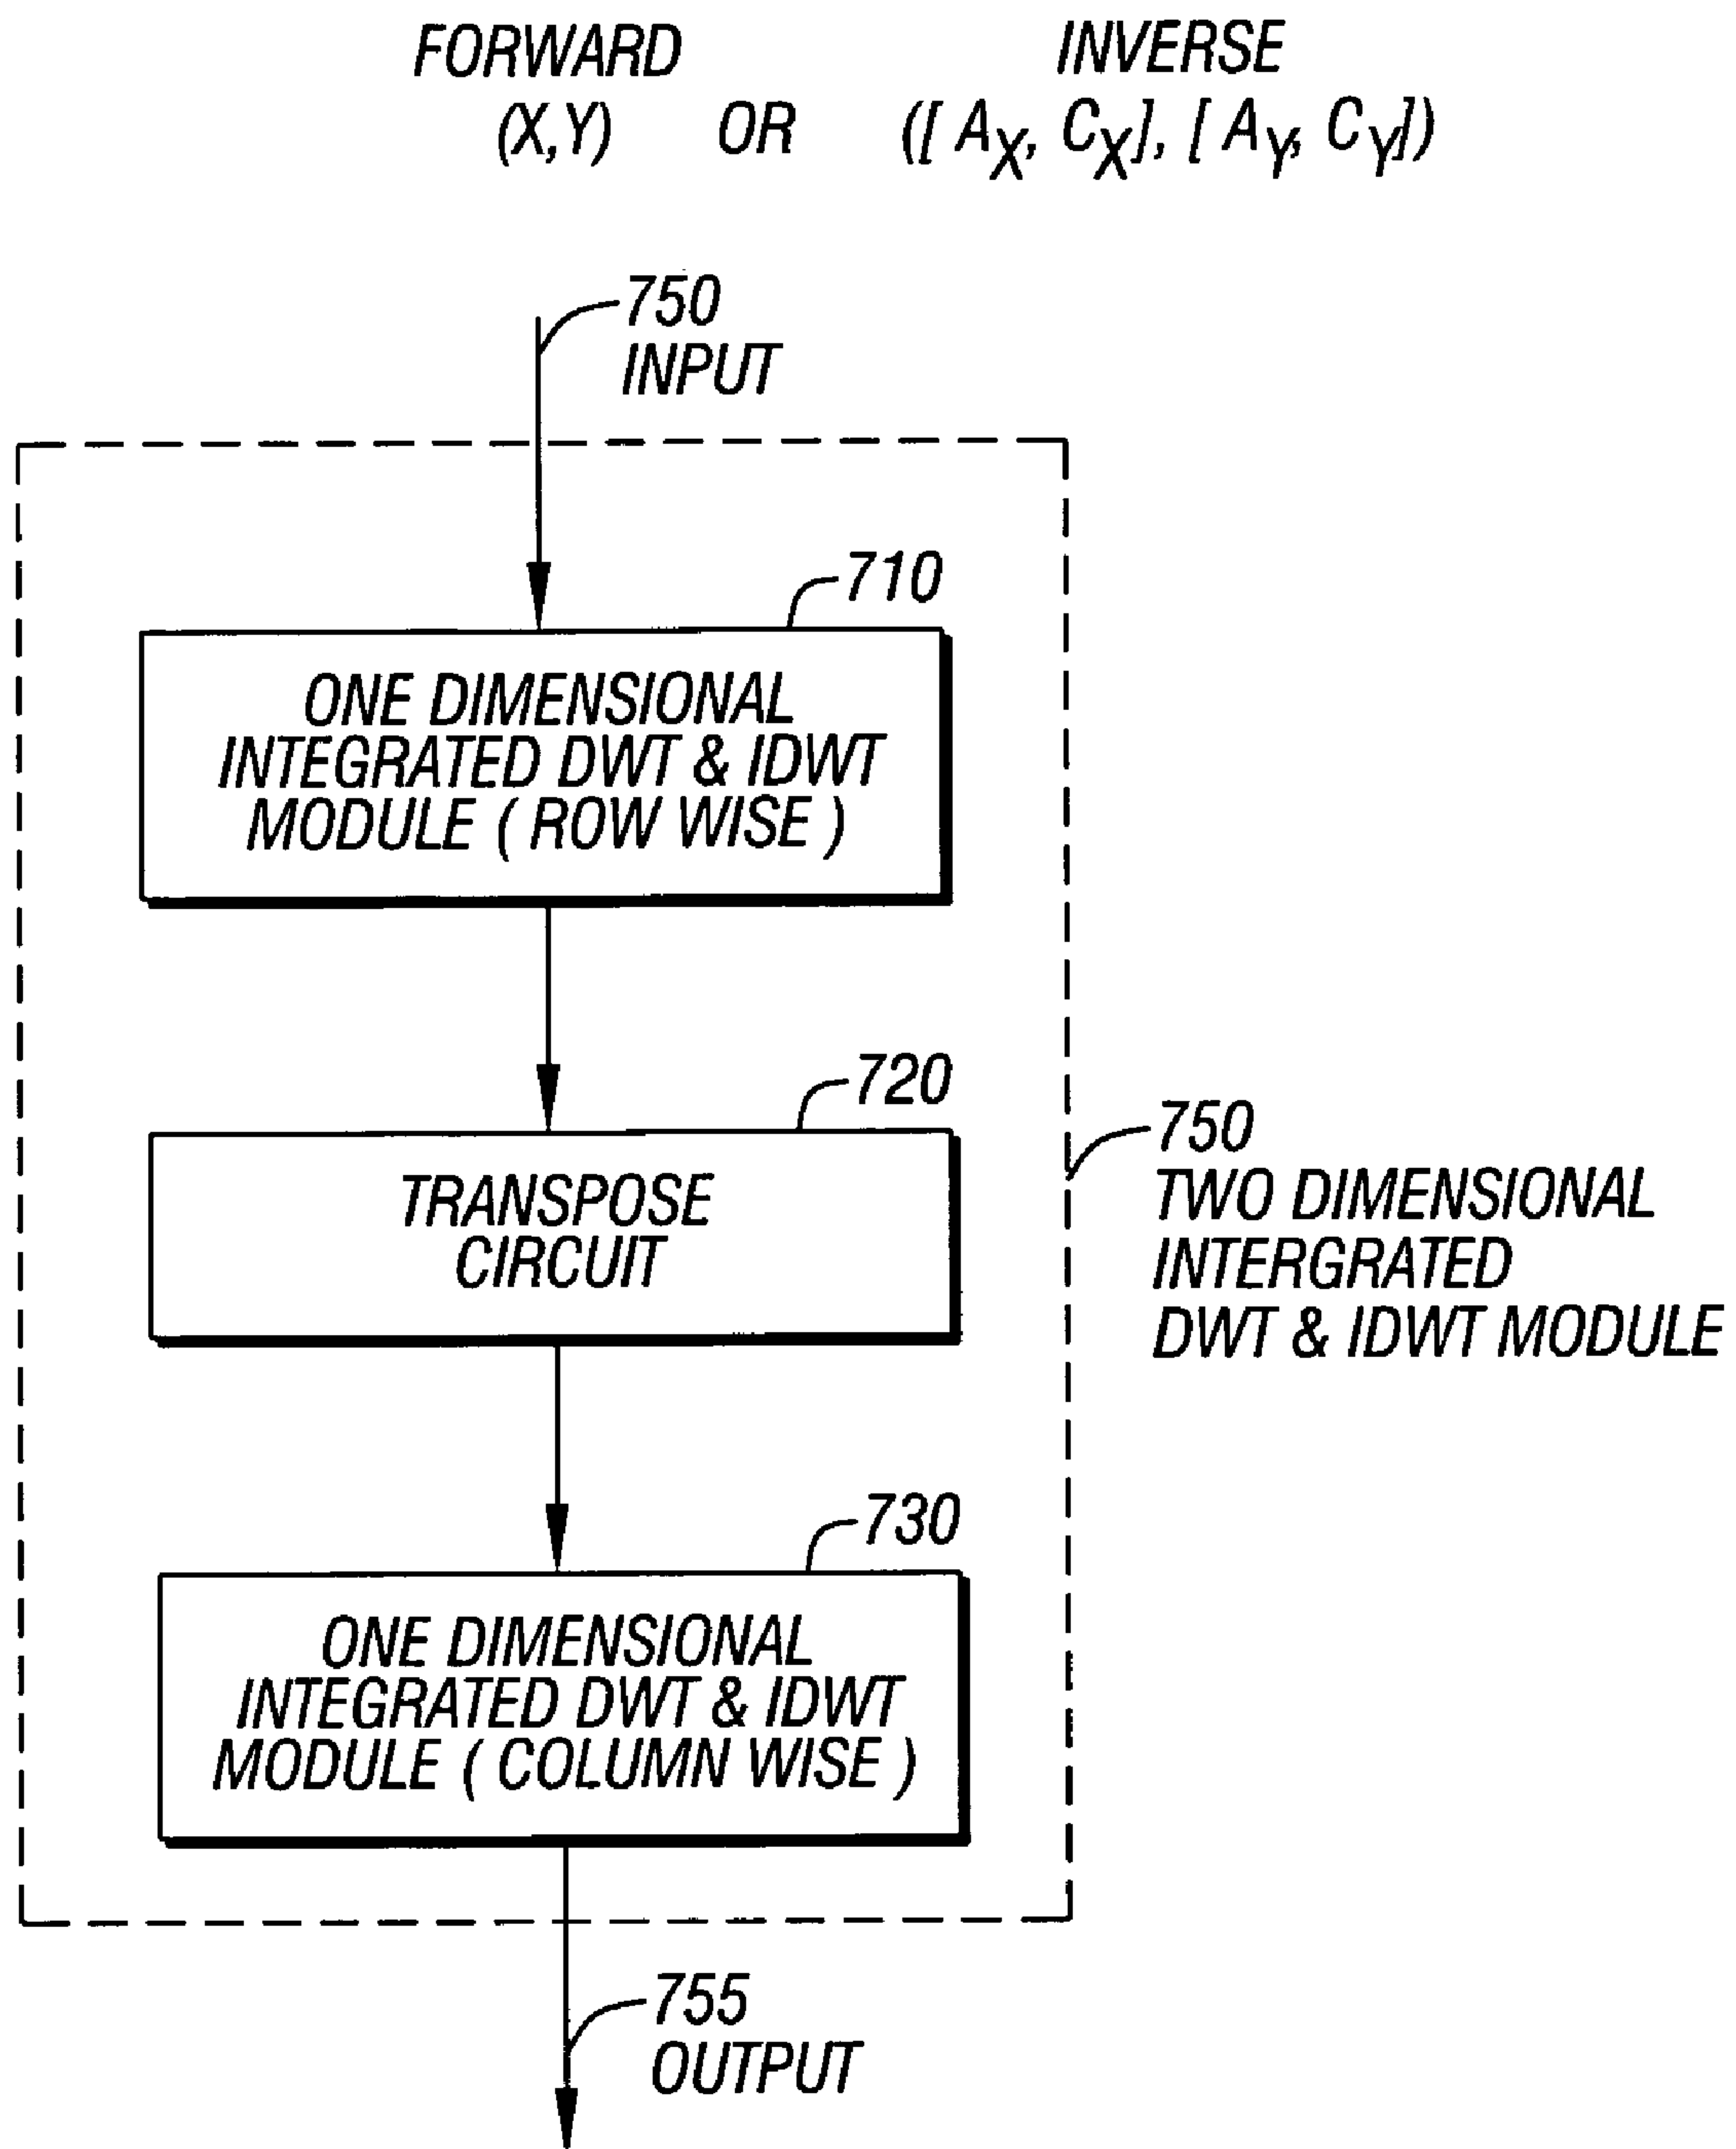 FORWARD INVERSE
(X,Y) OR ([ AX, CX], [ AY, CY])
750
INPUT
710
ONE DIMENSIONAL
INTEGRATED DWT & IDWT
MODULE ( ROW WISE )
720
TRANSPOSE
CIRCUIT
750
TWO DIMENSIONAL
INTERGRATED
DWT & IDWT MODULE
730
ONE DIMENSIONAL
INTEGRATED DWT & IDWT
MODULE ( COLUMN WISE )
755
OUTPUT